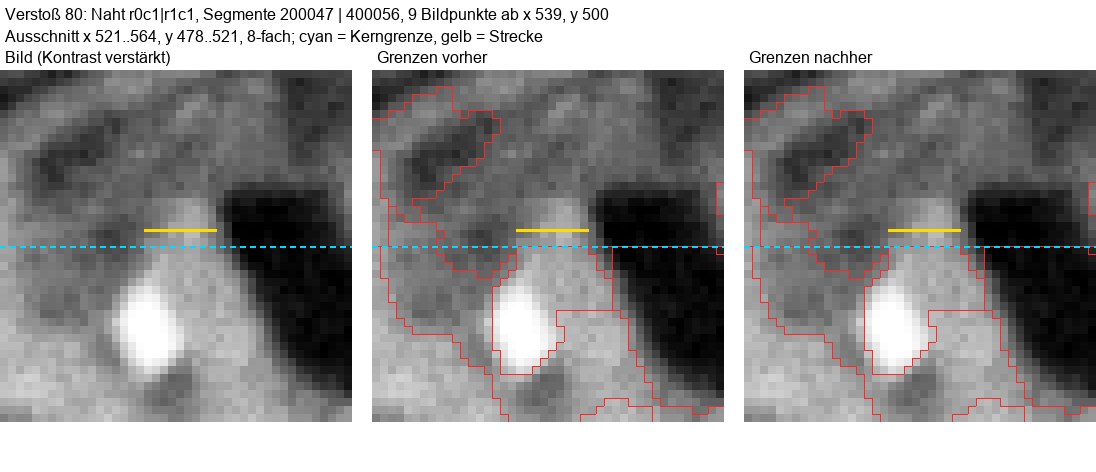 Verstoß 80: Naht r0c1|r1c1, Segmente 200047 | 400056, 9 Bildpunkte ab x 539, y 500
Ausschnitt x 521..564, y 478..521, 8-fach; cyan = Kerngrenze, gelb = Strecke
Bild (Kontrast verstärkt) Grenzen vorher Grenzen nachher